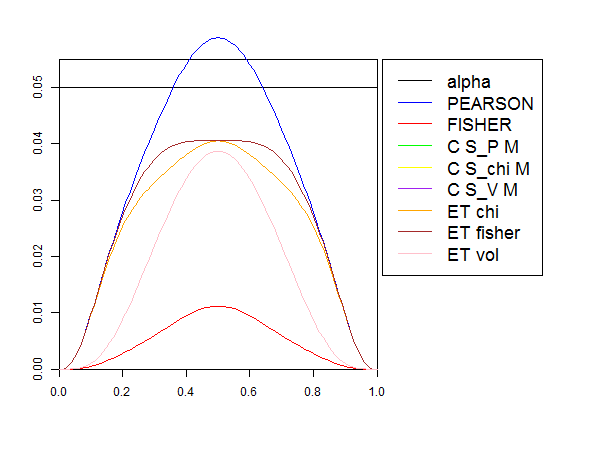 0.05
0.04
0.03
0.02
0.01
0.00
0.0 0.2 0.4 0.6 0.8 1.0
alpha
PEARSON
FISHER
C S_P M
C S_chi M
C S_V M
ET chi
ET fisher
ET vol